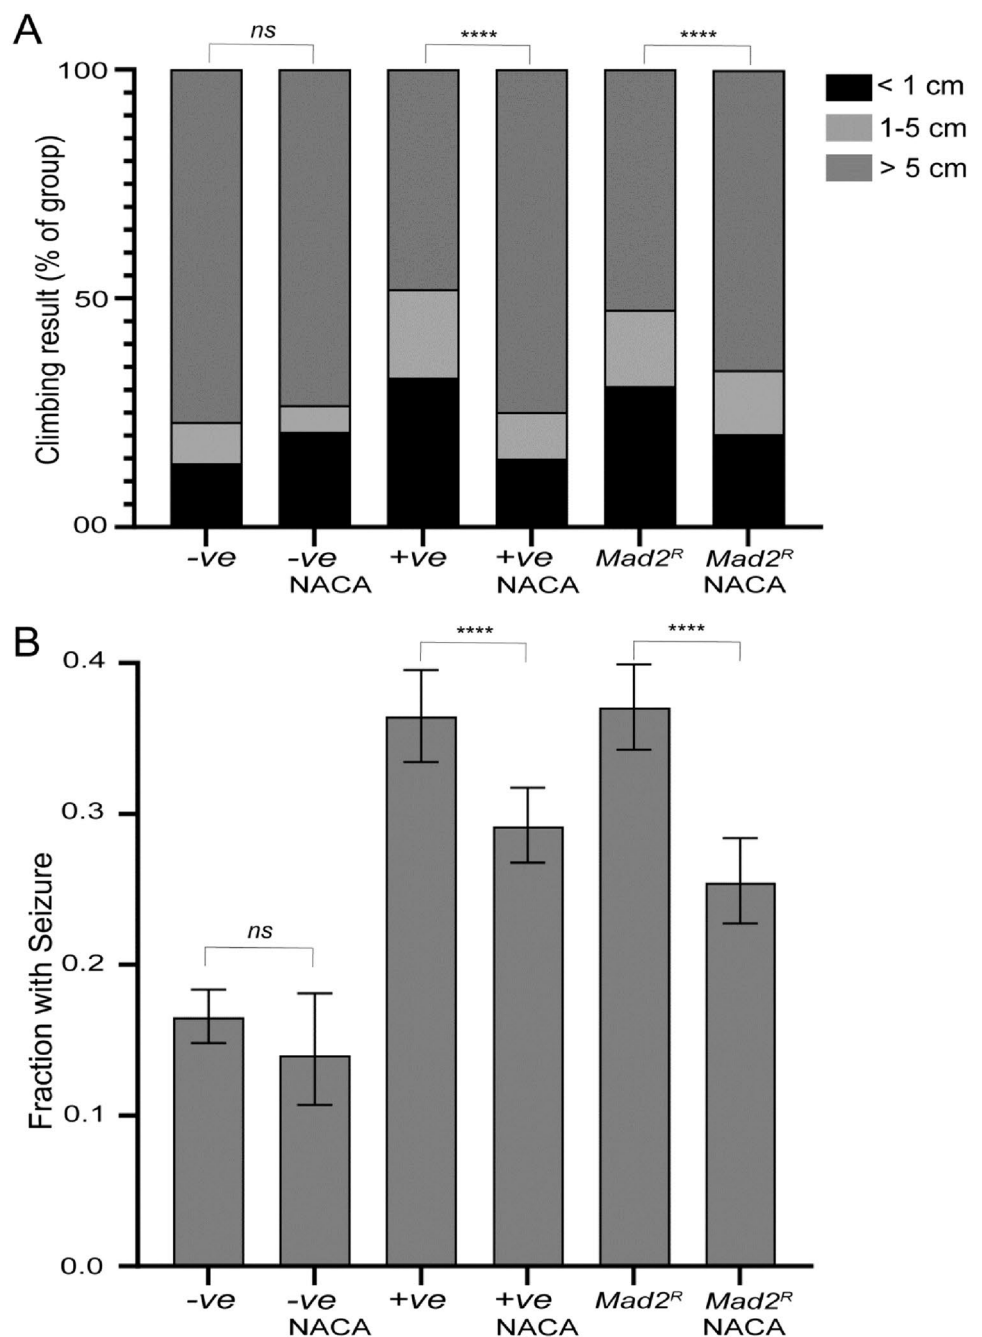 A
ns
****
****
Climbing result (% of group)
100
50
00
< 1 cm
1-5 cm
> 5 cm
-ve
-ve
NACA
+ve
+ve
NACA
Mad2ᴿ
Mad2ᴿ
NACA
B
****
****
ns
Fraction with Seizure
0.4
0.3
0.2
0.1
0.0
-ve
-ve
NACA
+ve
+ve
NACA
Mad2ᴿ
Mad2ᴿ
NACA